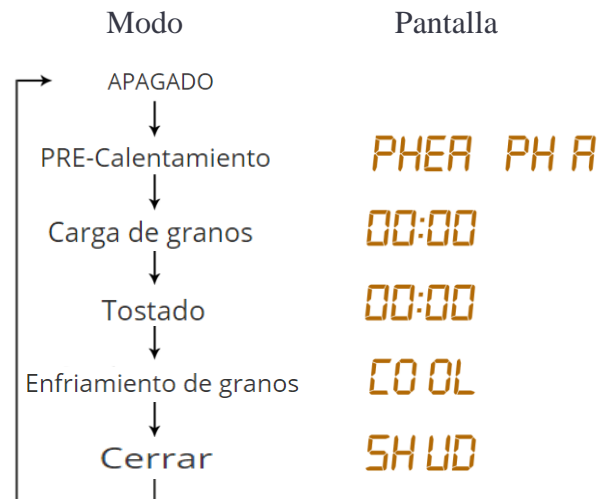 Modo Pantalla
APAGADO
PRE-Calentamiento PHEA PH A
Carga de granos 00:00
Tostado 00:00
Enfriamiento de granos CO OL
Cerrar SH UD